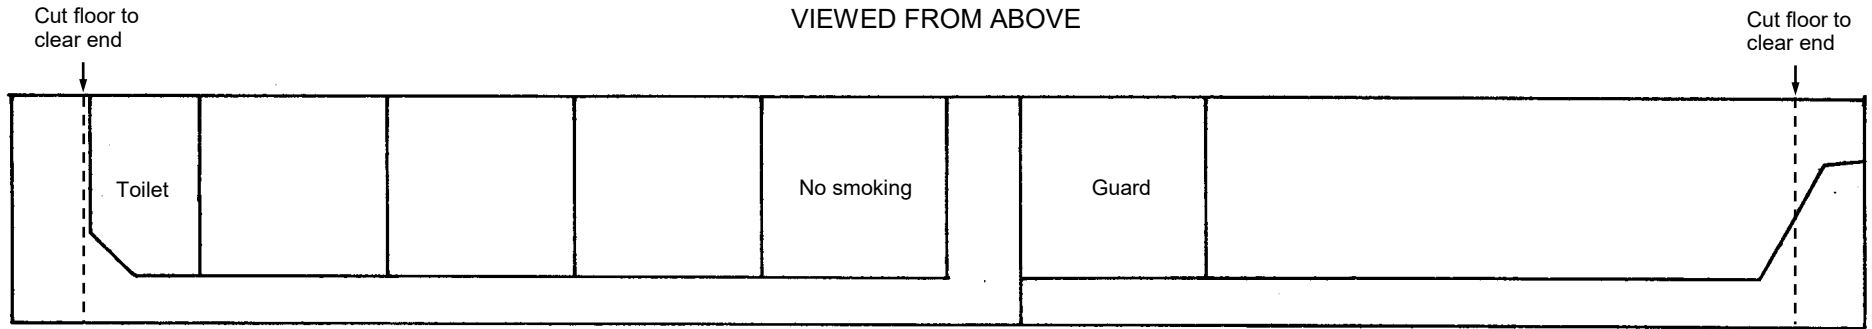 Cut floor to
clear end
VIEWED FROM ABOVE
Cut floor to
clear end
Toilet
No smoking
Guard